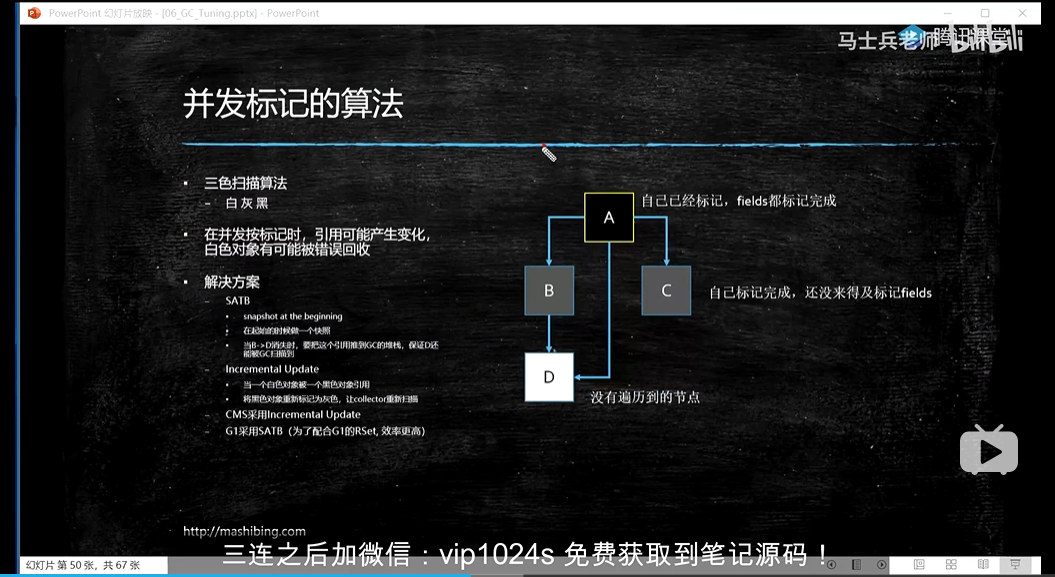 PowerPoint 幻灯片放映 - [06_GC_Tuning.pptx] - PowerPoint
马士兵老师 腾讯课堂
bilibili
并发标记的算法
三色扫描算法
白 灰 黑
在并发按标记时，引用可能产生变化，
白色对象有可能被错误回收
解决方案
SATB
snapshot at the beginning
在起始的时候做一个快照
当B->D消失时，要把这个引用推到GC的堆栈，保证D还
能被GC扫描到
Incremental Update
当一个白色对象被一个黑色对象引用
将黑色对象重新标记为灰色，让collector重新扫描
CMS采用Incremental Update
G1采用SATB（为了配合G1的RSet, 效率更高）
A
自己已经标记，fields都标记完成
B
C
自己标记完成，还没来得及标记fields
D
没有遍历到的节点
http://mashibing.com
三连之后加微信：vip1024s 免费获取到笔记源码！
幻灯片 第 50 张，共 67 张